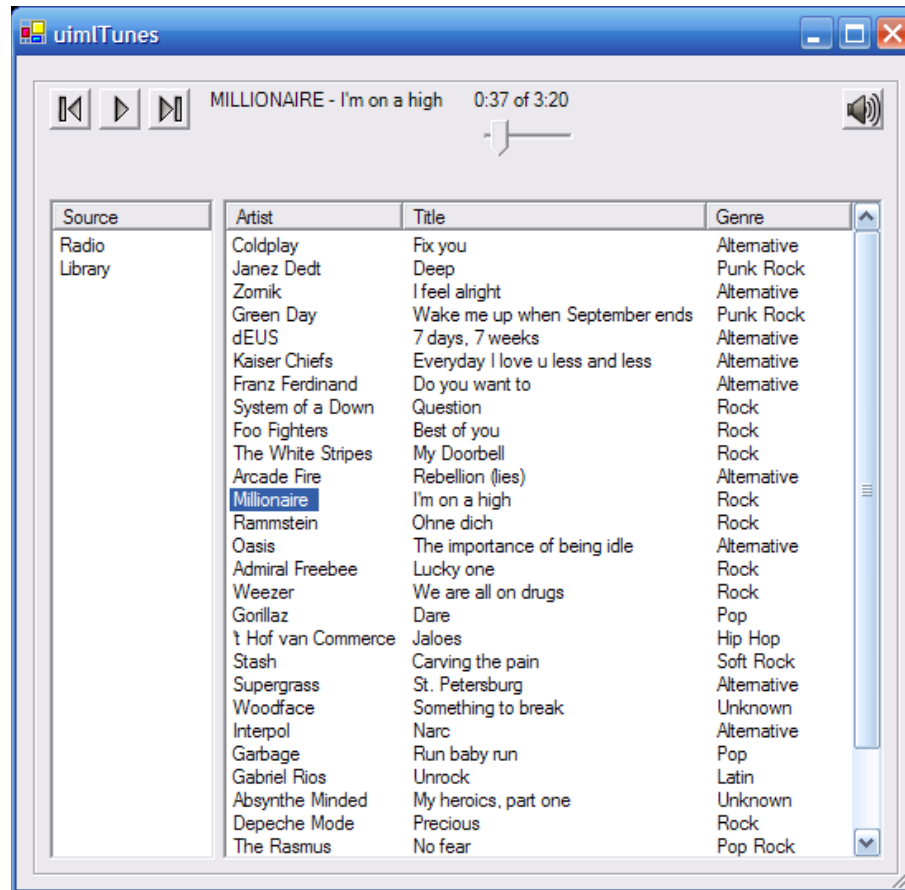 uimlTunes
MILLIONAIRE - I'm on a high 0:37 of 3:20
Source
Radio
Library
Artist Title Genre
Coldplay Fix you Alternative
Janez Dedt Deep Punk Rock
Zornik I feel alright Alternative
Green Day Wake me up when September ends Punk Rock
dEUS 7 days, 7 weeks Alternative
Kaiser Chiefs Everyday I love u less and less Alternative
Franz Ferdinand Do you want to Alternative
System of a Down Question Rock
Foo Fighters Best of you Rock
The White Stripes My Doorbell Rock
Arcade Fire Rebellion (lies) Alternative
Millionaire I'm on a high Rock
Rammstein Ohne dich Rock
Oasis The importance of being idle Alternative
Admiral Freebee Lucky one Rock
Weezer We are all on drugs Rock
Gorillaz Dare Pop
't Hof van Commerce Jaloes Hip Hop
Stash Carving the pain Soft Rock
Supergrass St. Petersburg Alternative
Woodface Something to break Unknown
Interpol Narc Alternative
Garbage Run baby run Pop
Gabriel Rios Unrock Latin
Absynthe Minded My heroics, part one Unknown
Depeche Mode Precious Rock
The Rasmus No fear Pop Rock